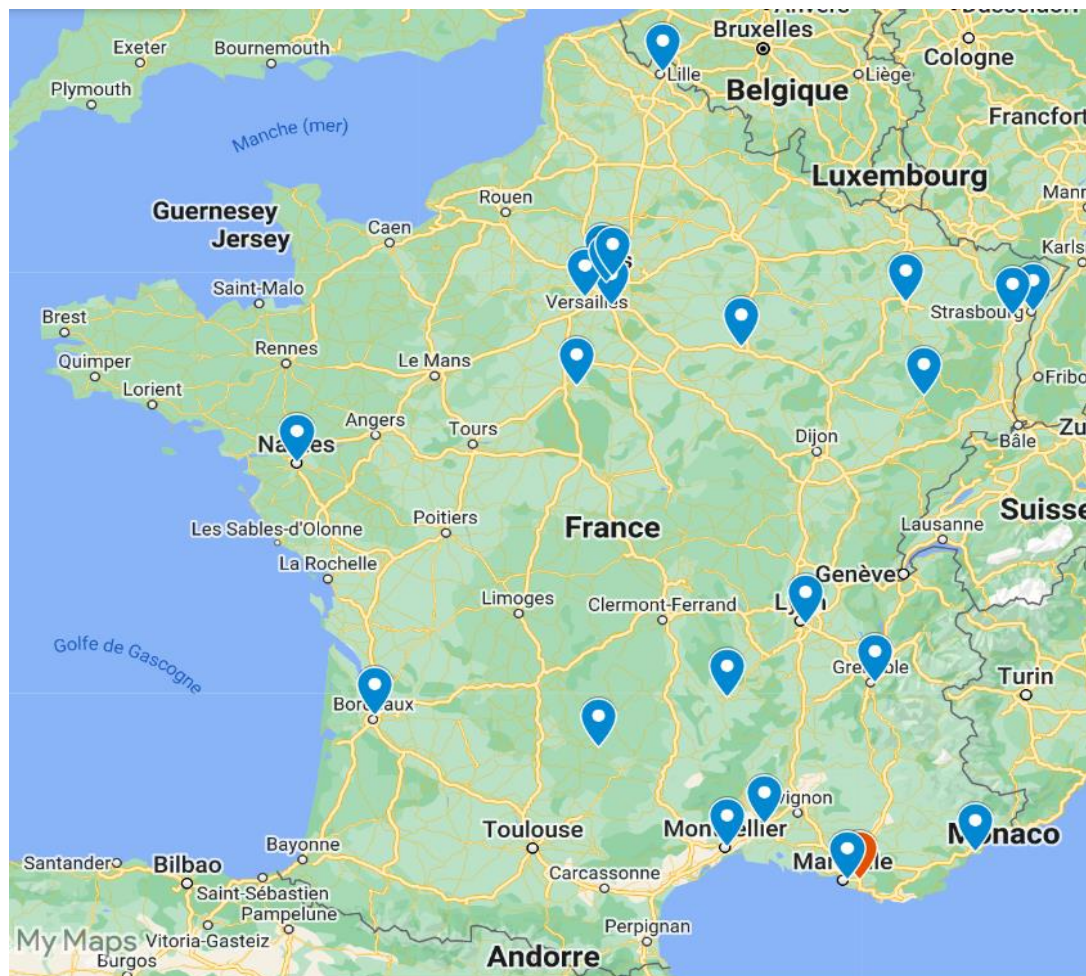 Anvers
Düsseldorf
Exeter
Bournemouth
Bruxelles
Cologne
Plymouth
Lille
Liège
Belgique
Francfort
Manche (mer)
Luxembourg
Rouen
Guernesey
Jersey
Caen
Saint-Malo
Versailles
Strasbourg
Brest
Rennes
Quimper
Le Mans
Lorient
Angers
Tours
Dijon
Bâle
Poitiers
Les Sables-d'Olonne
France
Suisse
Lausanne
La Rochelle
Genève
Limoges
Clermont-Ferrand
Golfe de Gascogne
Turin
Toulouse
Monaco
Bayonne
Santander
Bilbao
Carcassonne
Saint-Sébastien
Pampelune
Perpignan
My Maps
Vitoria-Gasteiz
Andorre
Burgos